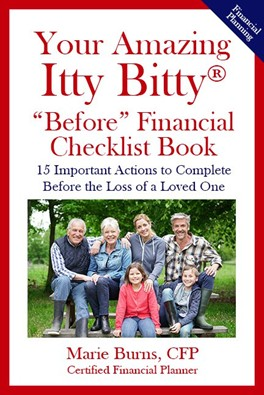 Financial
Planning
Your Amazing
Itty Bitty®
“Before” Financial
Checklist Book
15 Important Actions to Complete
Before the Loss of a Loved One
Marie Burns, CFP
Certified Financial Planner